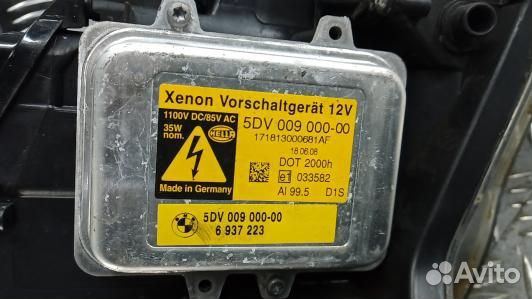 Xenon Vorschaltgerät 12V
1100V DC/85V AC
35W nom.
HELLA
5DV 009 000-00
171813000681AF
18.06.08
DOT 2000h
e1 033582
Made in Germany
AI 99.5 D1S
BMW
5DV 009 000-00
6 937 223
Avito